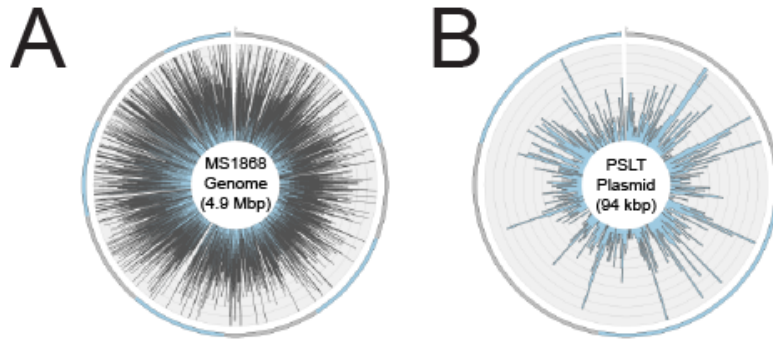 A
MS1868
Genome
(4.9 Mbp)
B
PSLT
Plasmid
(94 kbp)